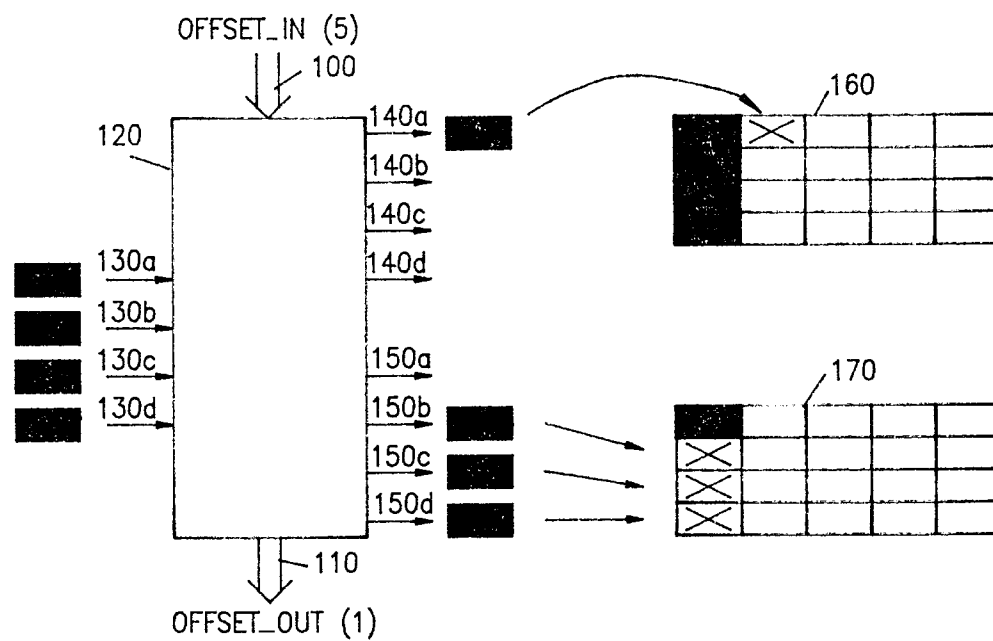 OFFSET_IN (5)
100
120
140a
140b
140c
140d
130a
130b
130c
130d
150a
150b
150c
150d
160
170
110
OFFSET_OUT (1)